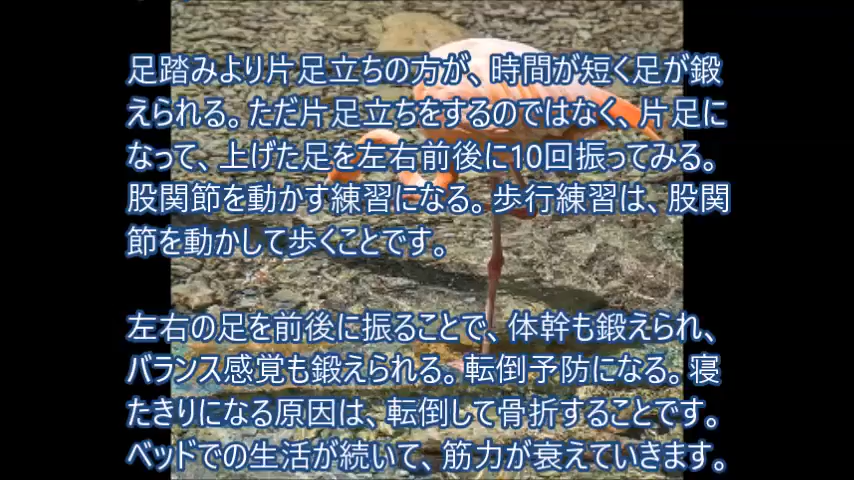 足踏みより片足立ちの方が、時間が短く足が鍛
えられる。ただ片足立ちをするのではなく、片足に
なって、上げた足を左右前後に10回振ってみる。
股関節を動かす練習になる。歩行練習は、股関
節を動かして歩くことです。
左右の足を前後に振ることで、体幹も鍛えられ、
バランス感覚も鍛えられる。転倒予防になる。寝
たきりになる原因は、転倒して骨折することです。
ベッドでの生活が続いて、筋力が衰えていきます。